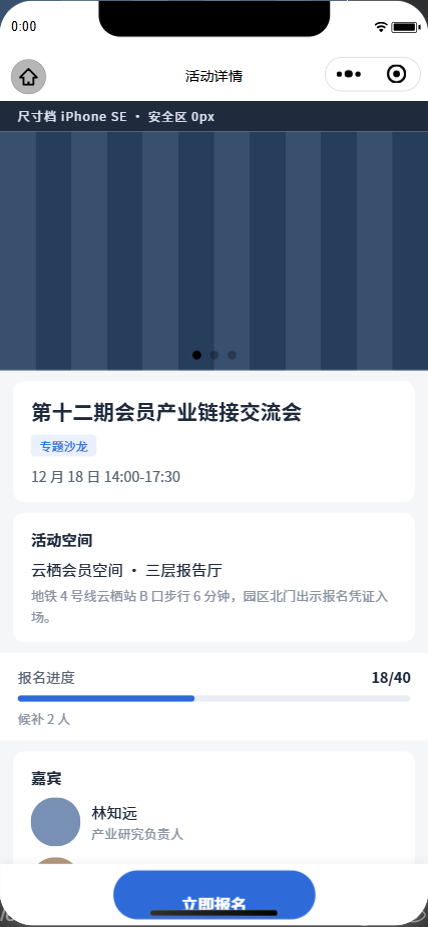 0:00
活动详情
尺寸档 iPhone SE · 安全区 0px
第十二期会员产业链接交流会
专题沙龙
12 月 18 日 14:00-17:30
活动空间
云栖会员空间 · 三层报告厅
地铁 4 号线云栖站 B 口步行 6 分钟，园区北门出示报名凭证入
场。
报名进度
18/40
候补 2 人
嘉宾
林知远
产业研究负责人
立即报名